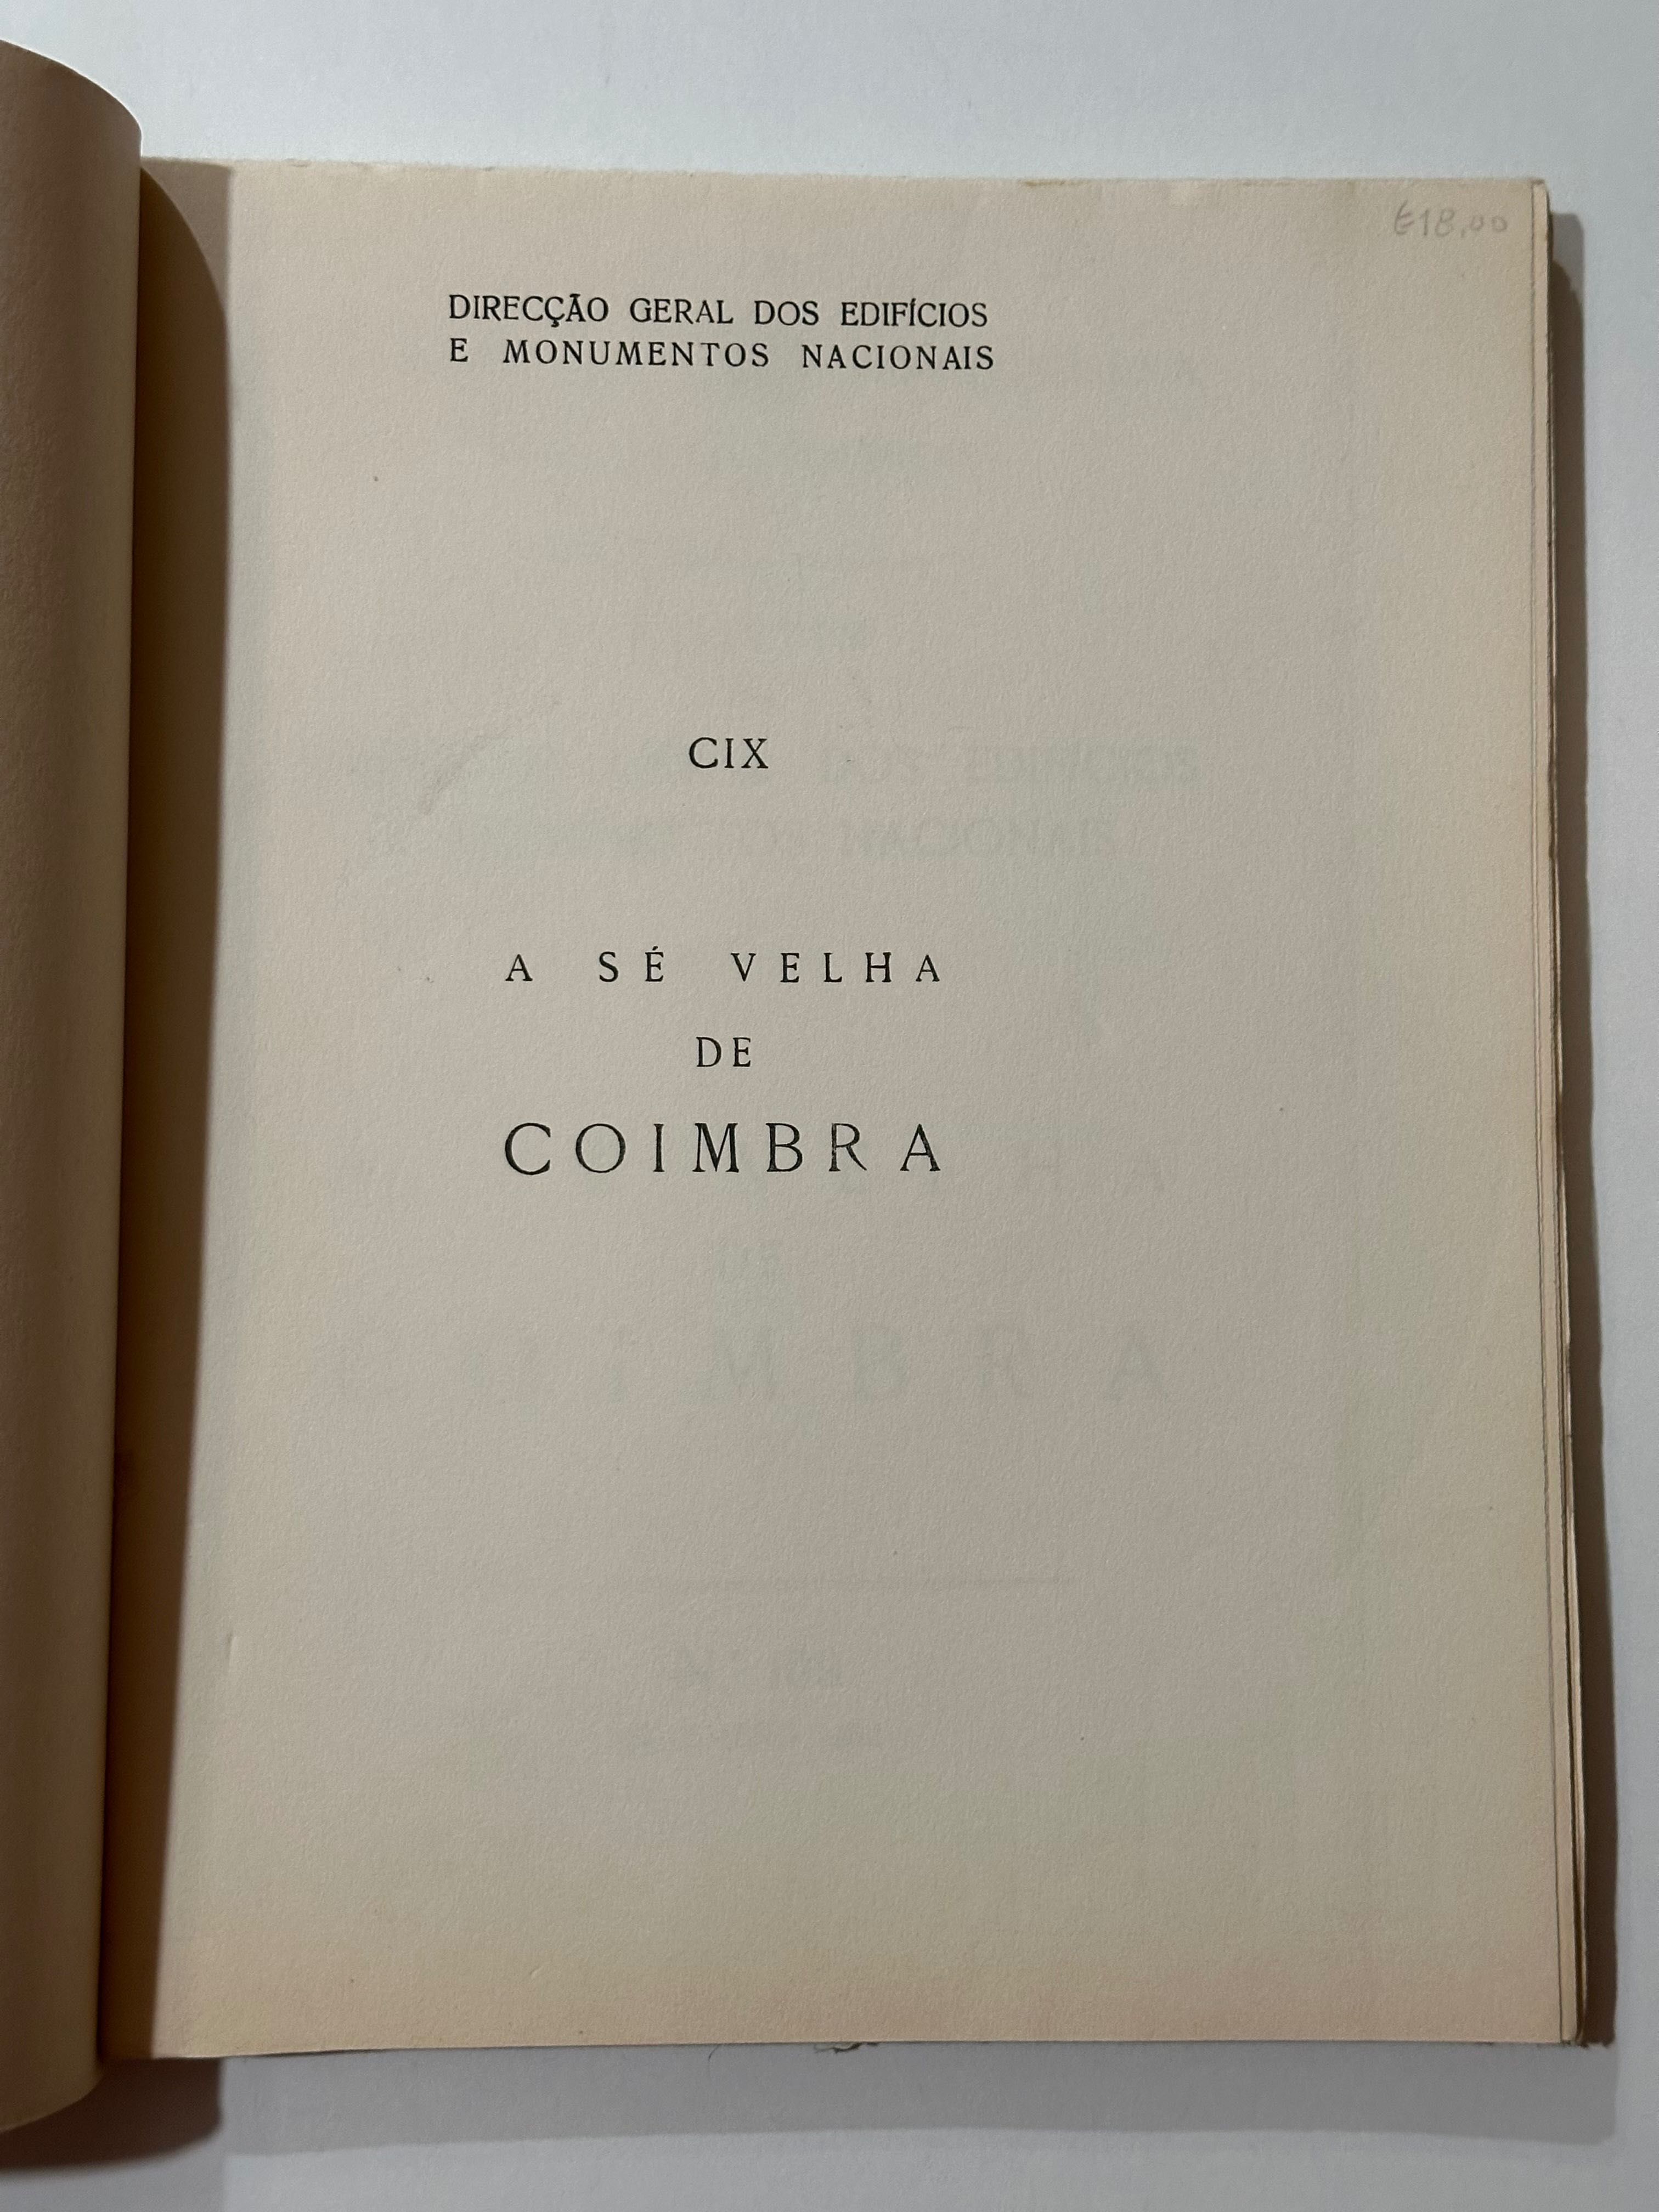 €18,00
DIRECÇÃO GERAL DOS EDIFÍCIOS
E MONUMENTOS NACIONAIS
CIX
A SÉ VELHA
DE
COIMBRA